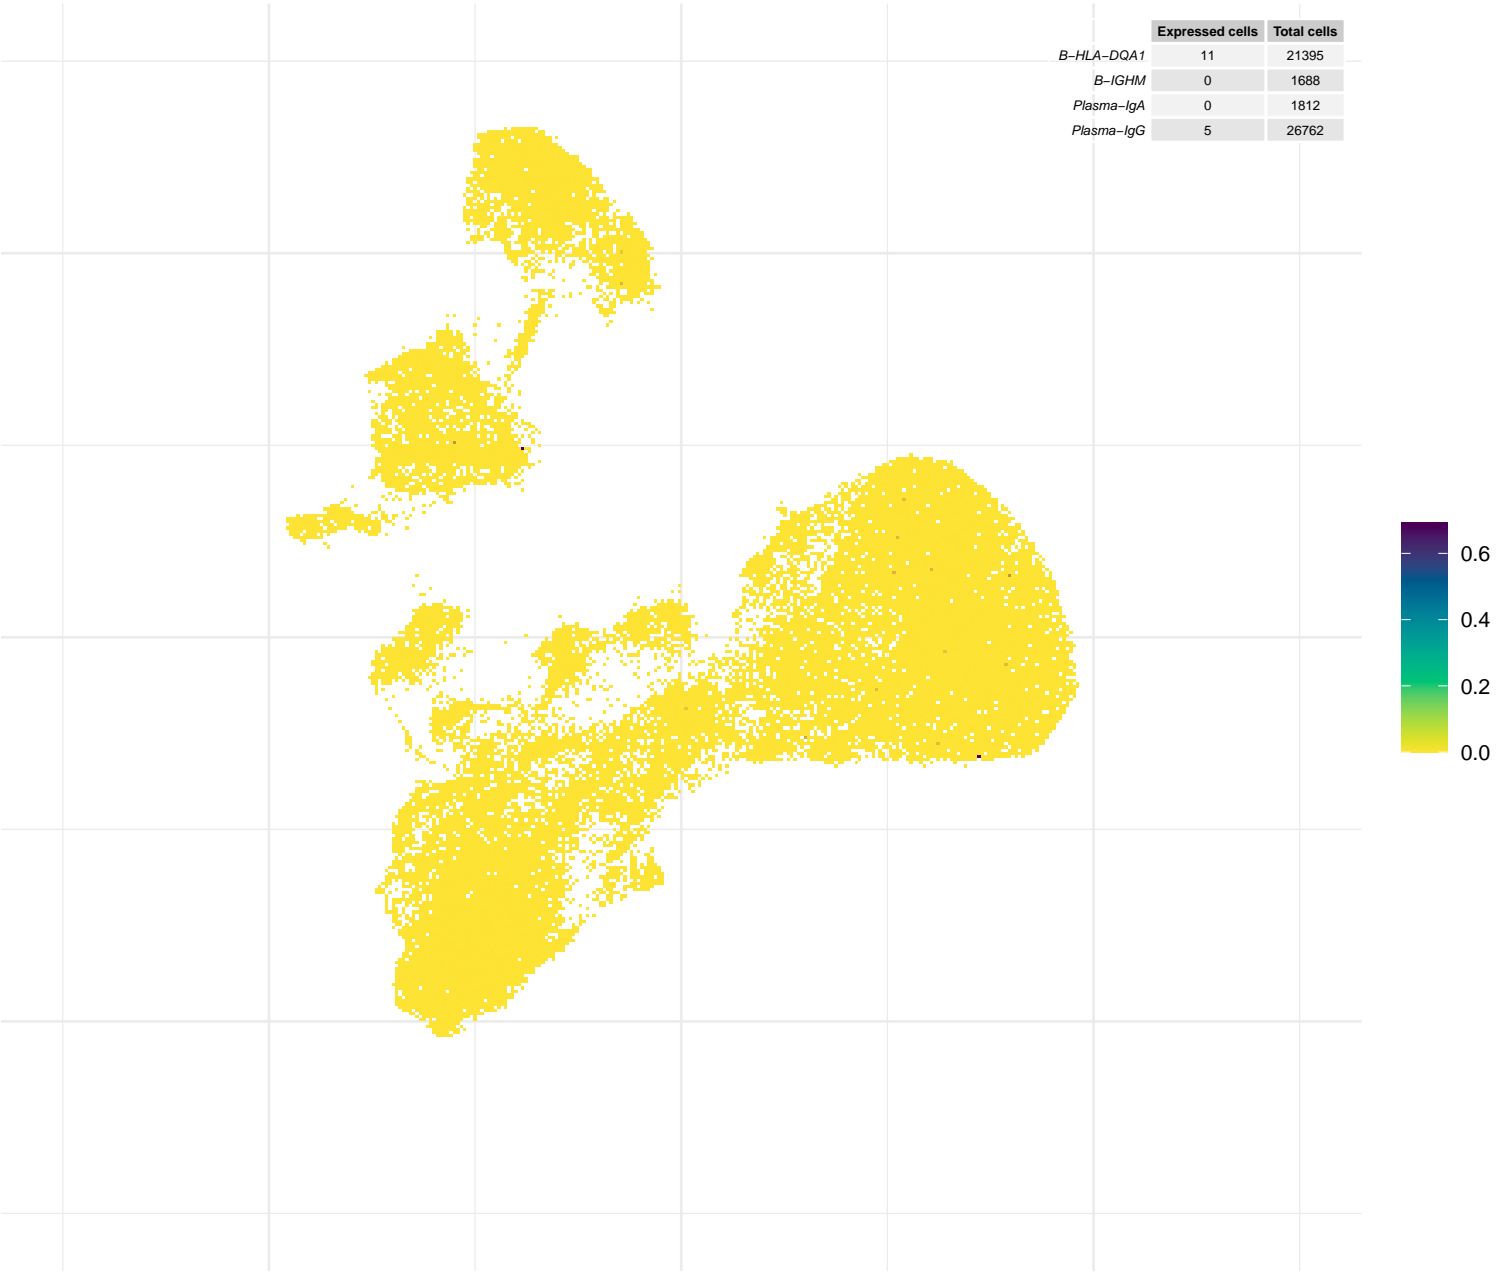 Expressed cells Total cells
B−HLA−DQA1 11 21395
B−IGHM 0 1688
Plasma−IgA 0 1812
Plasma−IgG 5 26762
0.6
0.4
0.2
0.0